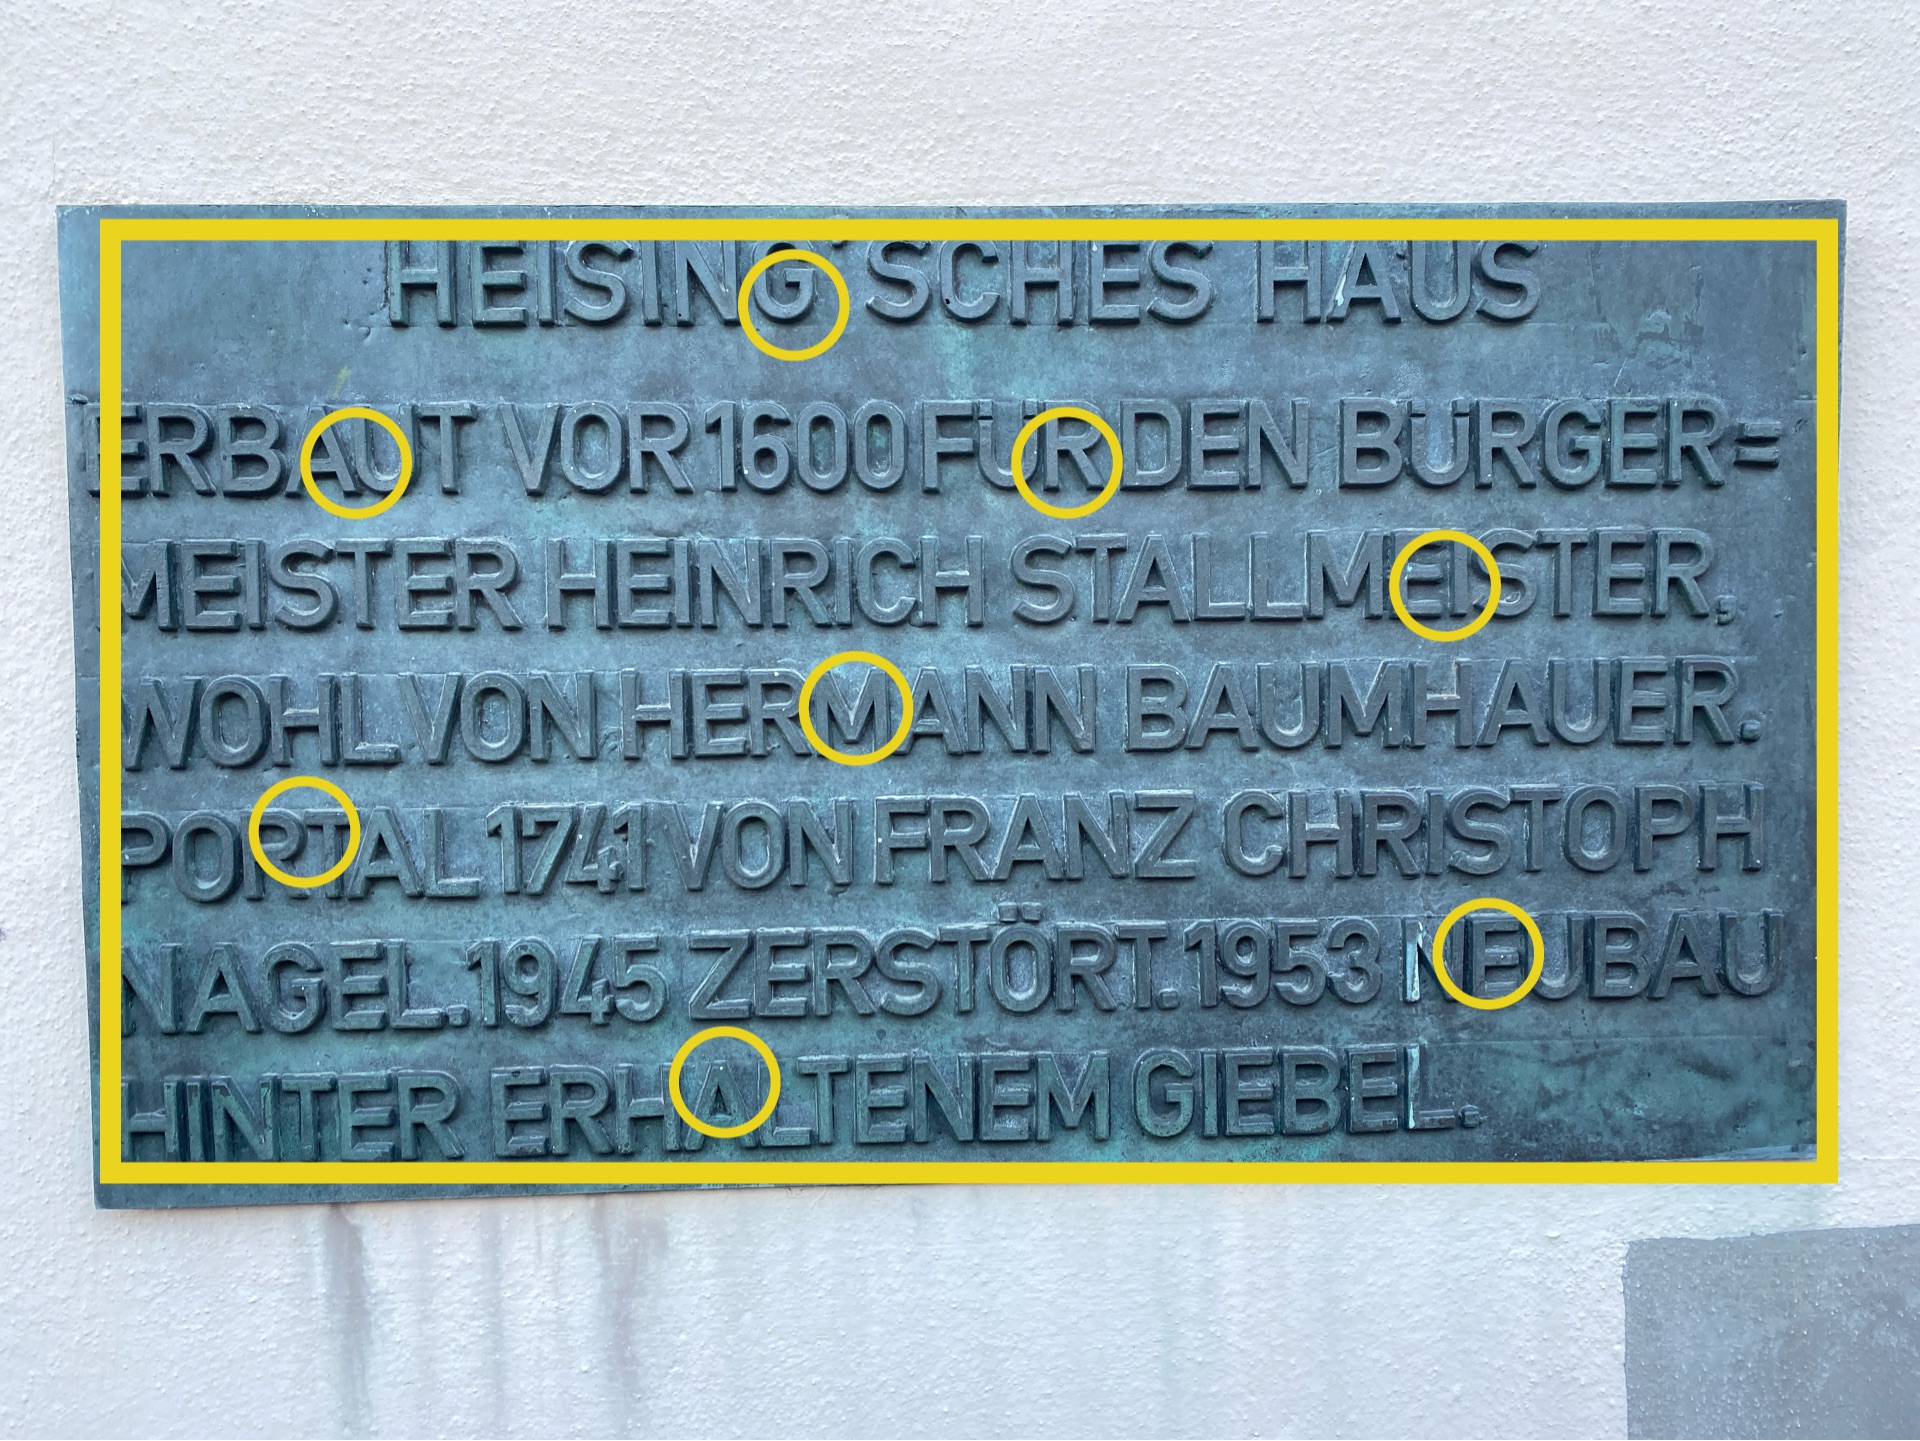 HEISING'SCHES HAUS
ERBAUT VOR 1600 FÜR DEN BÜRGER=
MEISTER HEINRICH STALLMEISTER,
WOHL VON HERMANN BAUMHAUER.
PORTAL 1741 VON FRANZ CHRISTOPH
NAGEL. 1945 ZERSTÖRT. 1953 NEUBAU
HINTER ERHALTENEM GIEBEL.